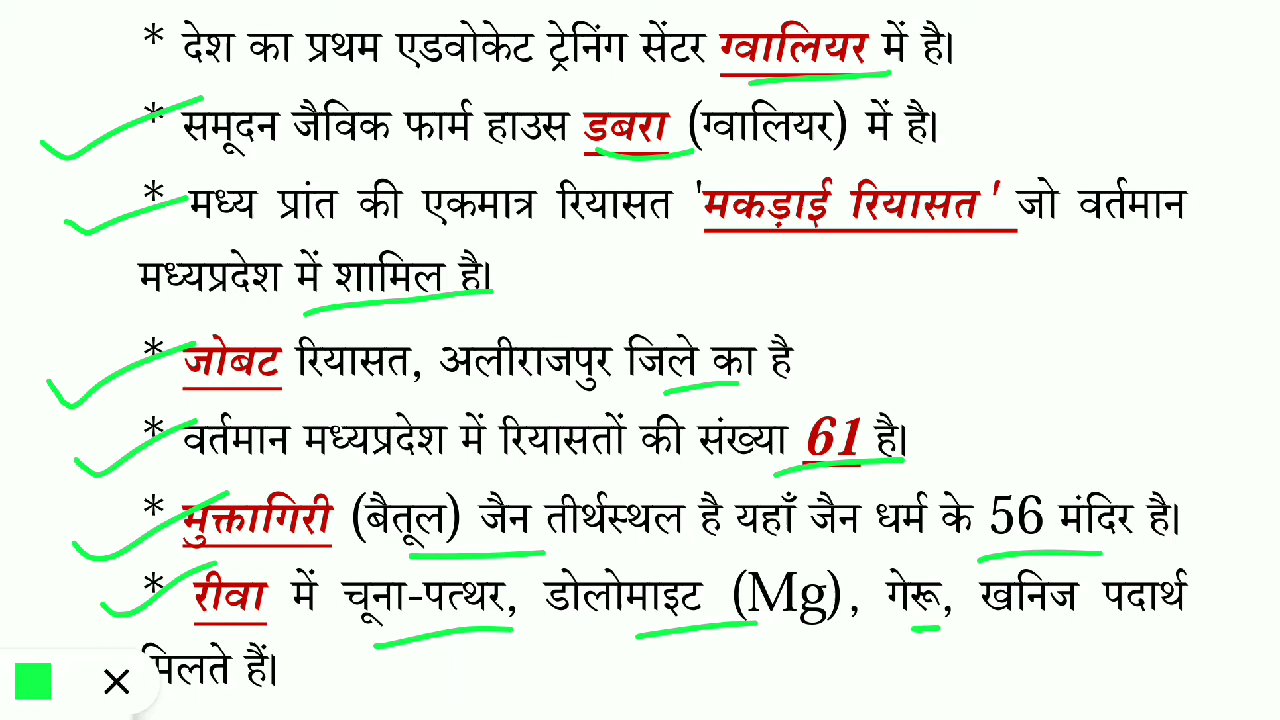 * देश का प्रथम एडवोकेट ट्रेनिंग सेंटर ग्वालियर में है।
* समूदन जैविक फार्म हाउस डबरा (ग्वालियर) में है।
* मध्य प्रांत की एकमात्र रियासत 'मकड़ाई रियासत' जो वर्तमान
मध्यप्रदेश में शामिल है।
* जोबट रियासत, अलीराजपुर जिले का है
* वर्तमान मध्यप्रदेश में रियासतों की संख्या 61 है।
* मुक्तागिरी (बैतूल) जैन तीर्थस्थल है यहाँ जैन धर्म के 56 मंदिर है।
* रीवा में चूना-पत्थर, डोलोमाइट (Mg), गेरू, खनिज पदार्थ
मिलते हैं।